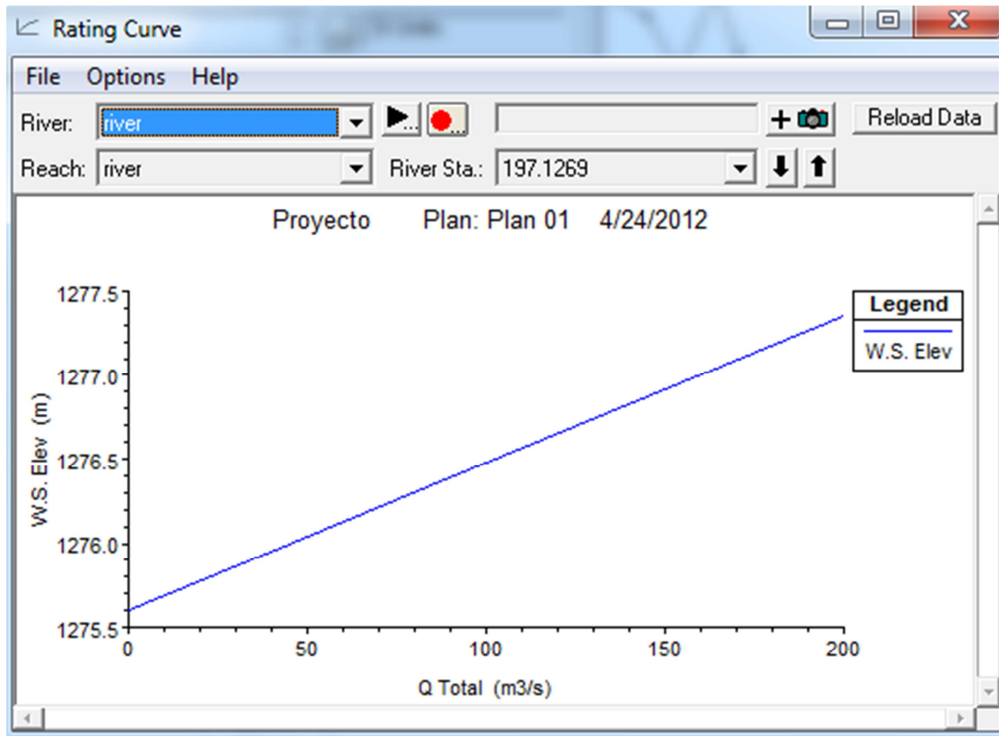 Rating Curve
File Options Help
River: river ... ... Reload Data
Reach: river River Sta.: 197.1269
Proyecto Plan: Plan 01 4/24/2012
1277.5
1277.0
1276.5
1276.0
1275.5
W.S. Elev (m)
0 50 100 150 200
Q Total (m3/s)
Legend
W.S. Elev